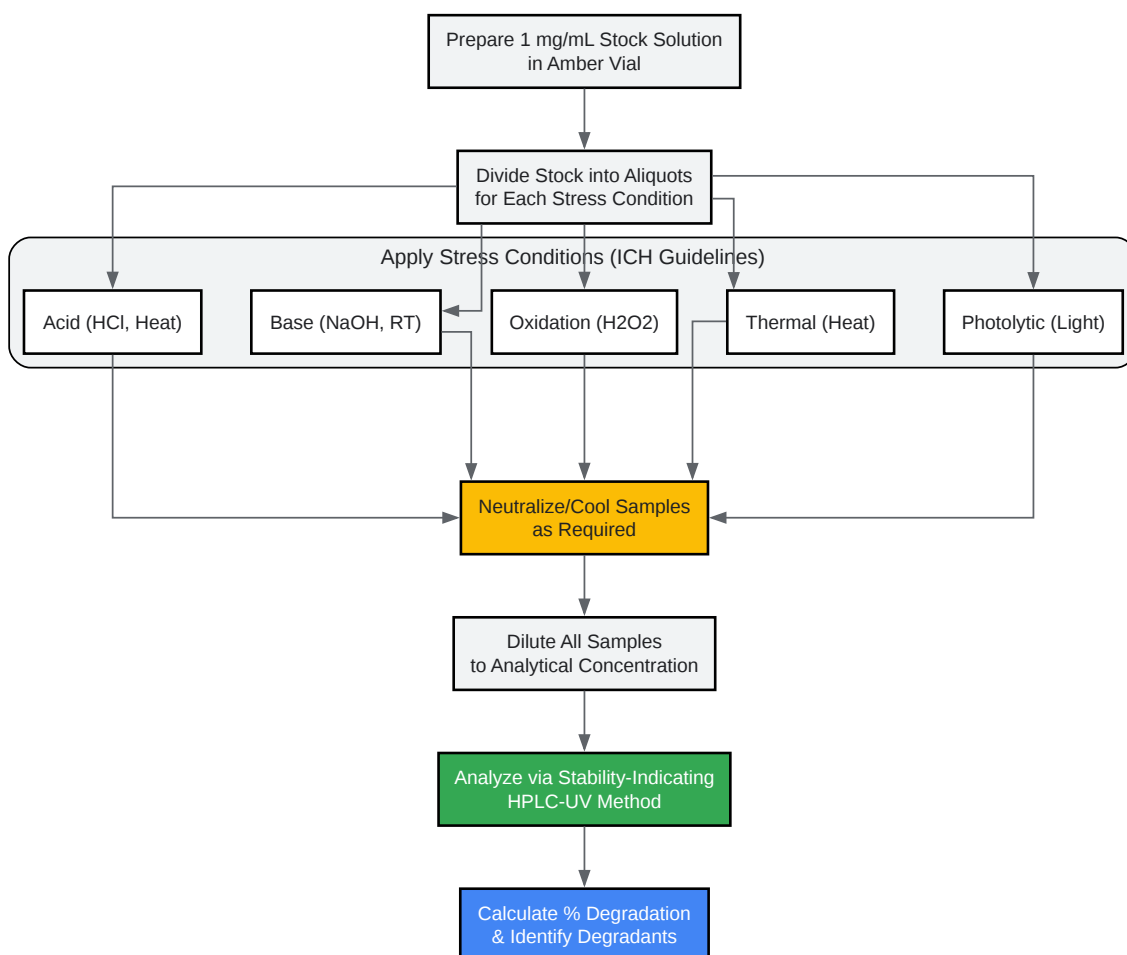 Prepare 1 mg/mL Stock Solution
in Amber Vial
Divide Stock into Aliquots
for Each Stress Condition
Apply Stress Conditions (ICH Guidelines)
Acid (HCl, Heat)
Base (NaOH, RT)
Oxidation (H2O2)
Thermal (Heat)
Photolytic (Light)
Neutralize/Cool Samples
as Required
Dilute All Samples
to Analytical Concentration
Analyze via Stability-Indicating
HPLC-UV Method
Calculate % Degradation
& Identify Degradants